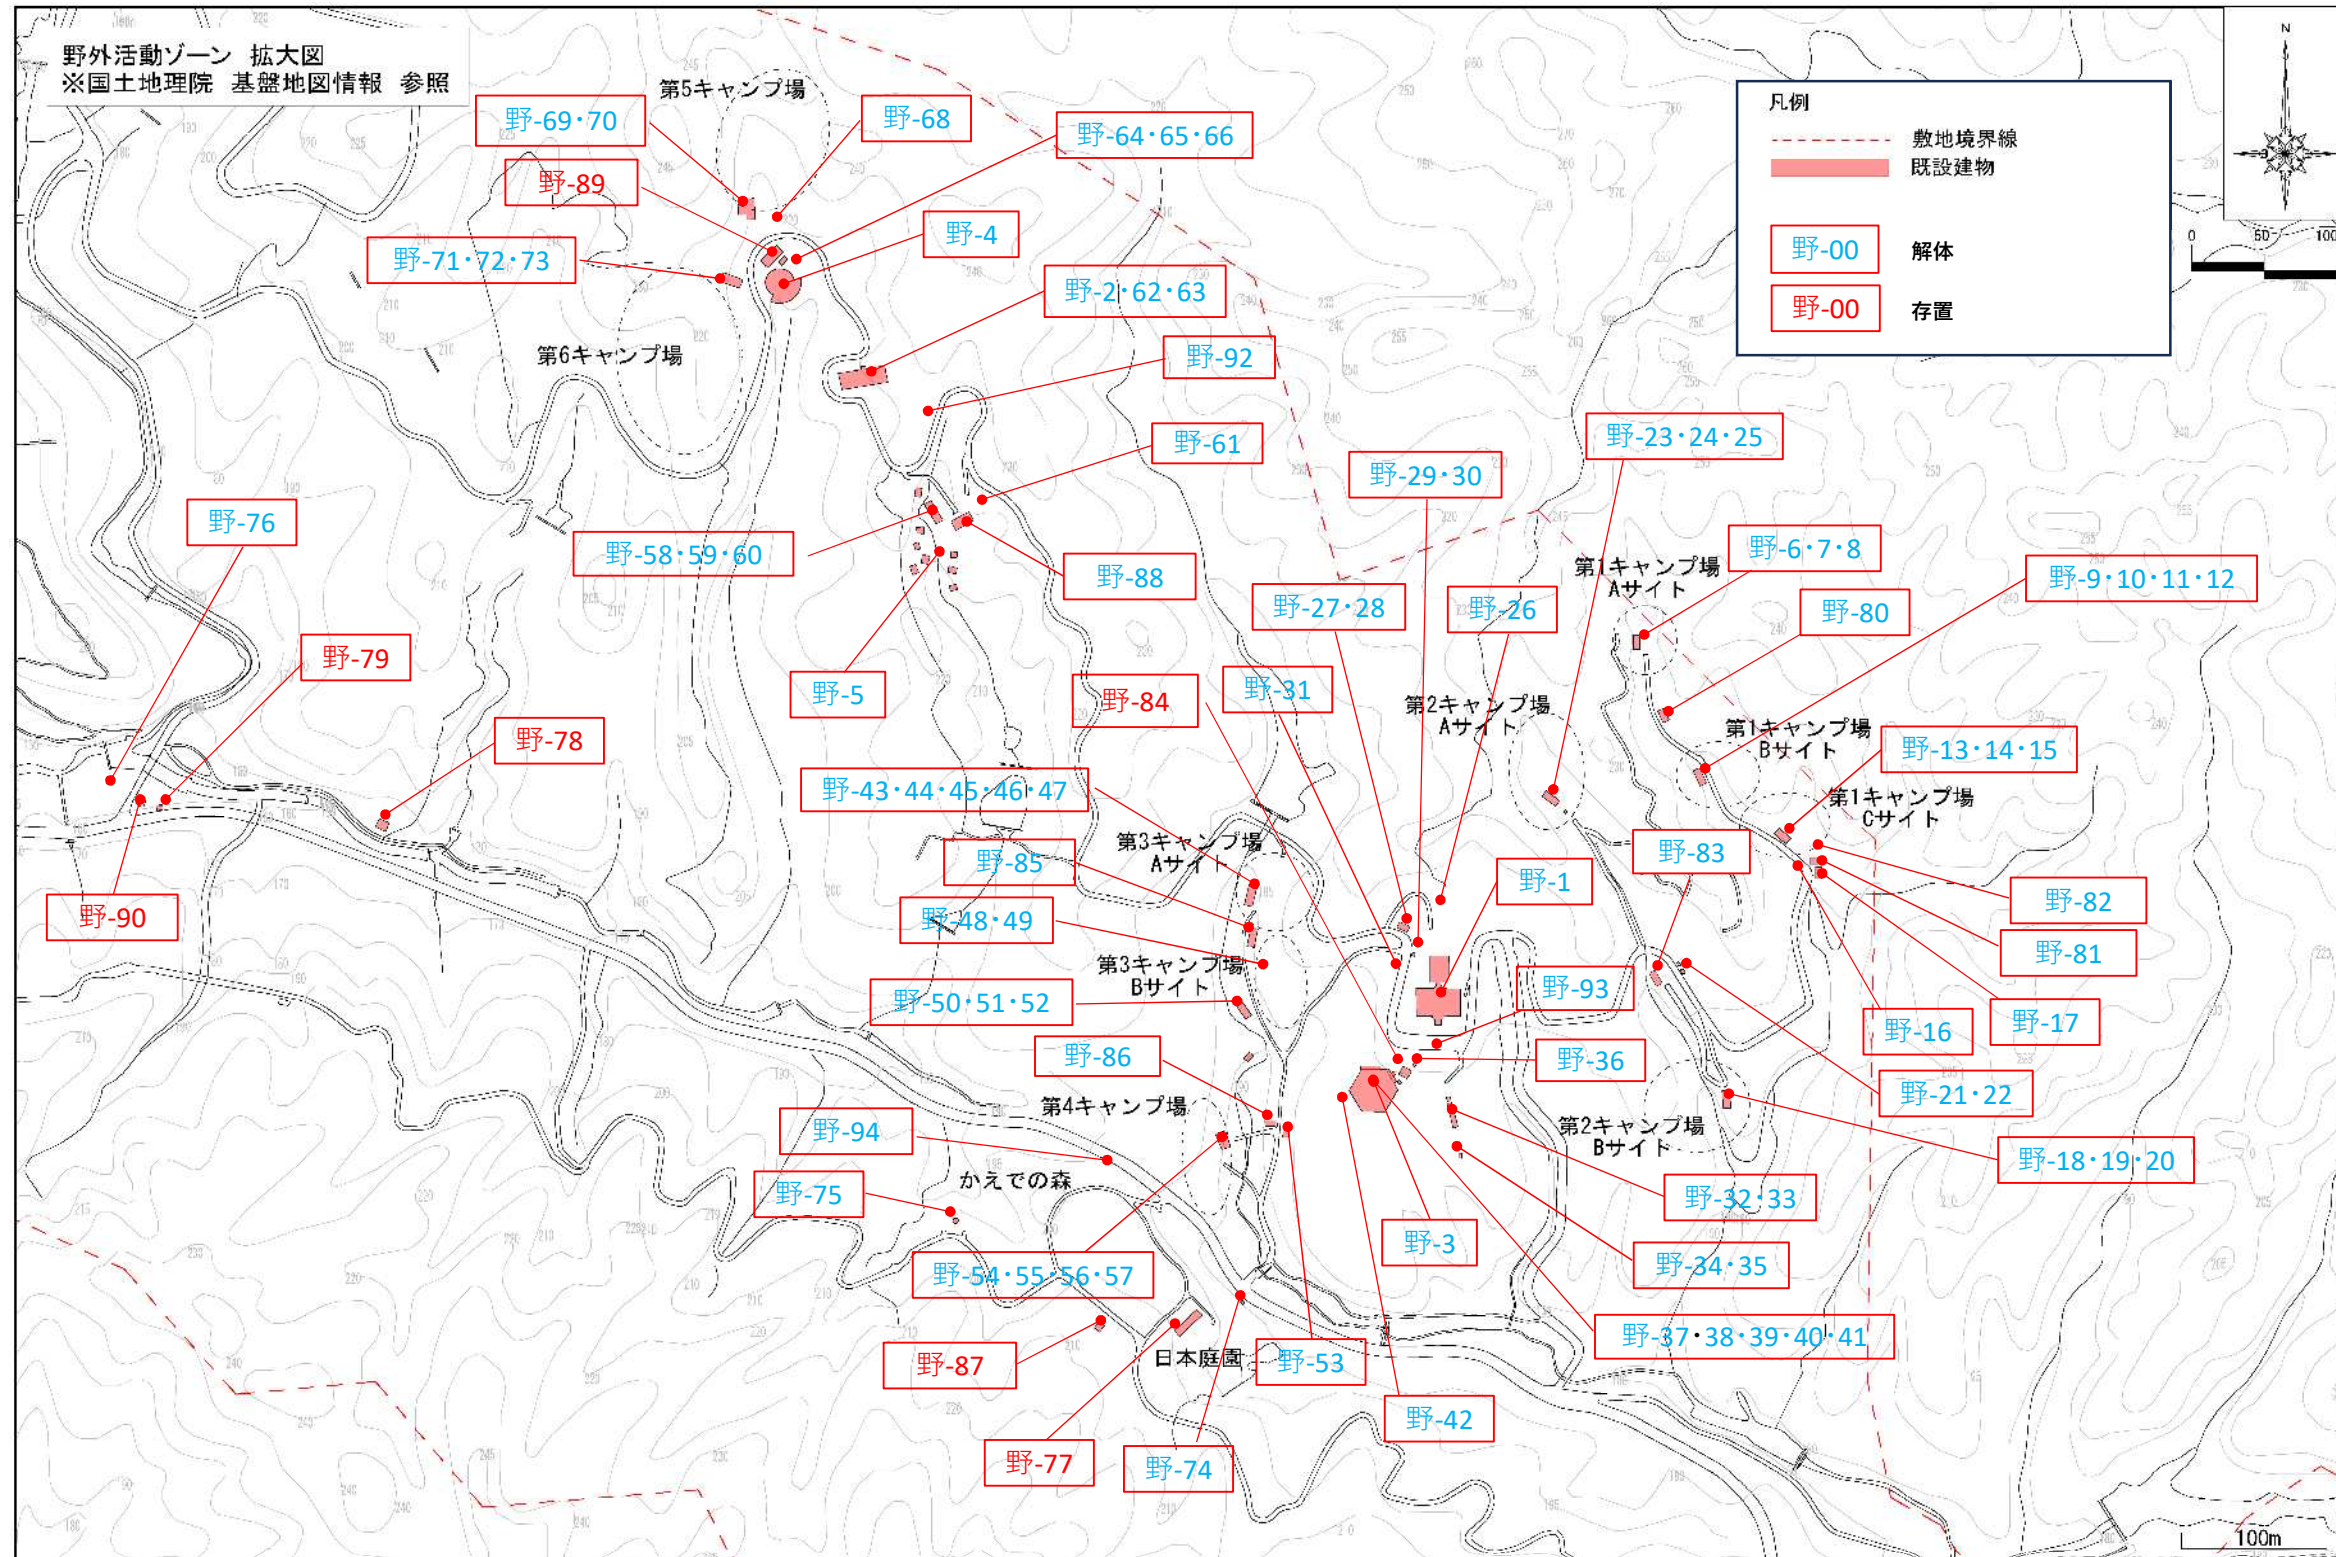 野外活動ゾーン 拡大図
※国土地理院 基盤地図情報 参照
凡例
敷地境界線
既設建物
野-00 解体
野-00 存置
N
0 50 100
第5キャンプ場
野-69・70
野-68
野-64・65・66
野-89
野-4
野-71・72・73
野-2・62・63
第6キャンプ場
野-92
野-61
野-23・24・25
野-29・30
野-76
野-58・59・60
野-88
野-6・7・8
第1キャンプ場
Aサイト
野-9・10・11・12
野-27・28
野-26
野-80
野-79
野-5
野-84
野-31
第2キャンプ場
Aサイト
野-78
第1キャンプ場
Bサイト
野-13・14・15
野-43・44・45・46・47
第1キャンプ場
Cサイト
第3キャンプ場
Aサイト
野-85
野-83
野-1
野-82
野-90
野-48・49
野-81
第3キャンプ場
Bサイト
野-93
野-50・51・52
野-16
野-17
野-86
野-36
野-21・22
第4キャンプ場
野-94
第2キャンプ場
Bサイト
野-18・19・20
かえでの森
野-75
野-32・33
野-3
野-34・35
野-54・55・56・57
野-37・38・39・40・41
日本庭園
野-53
野-87
野-42
野-77
野-74
100m